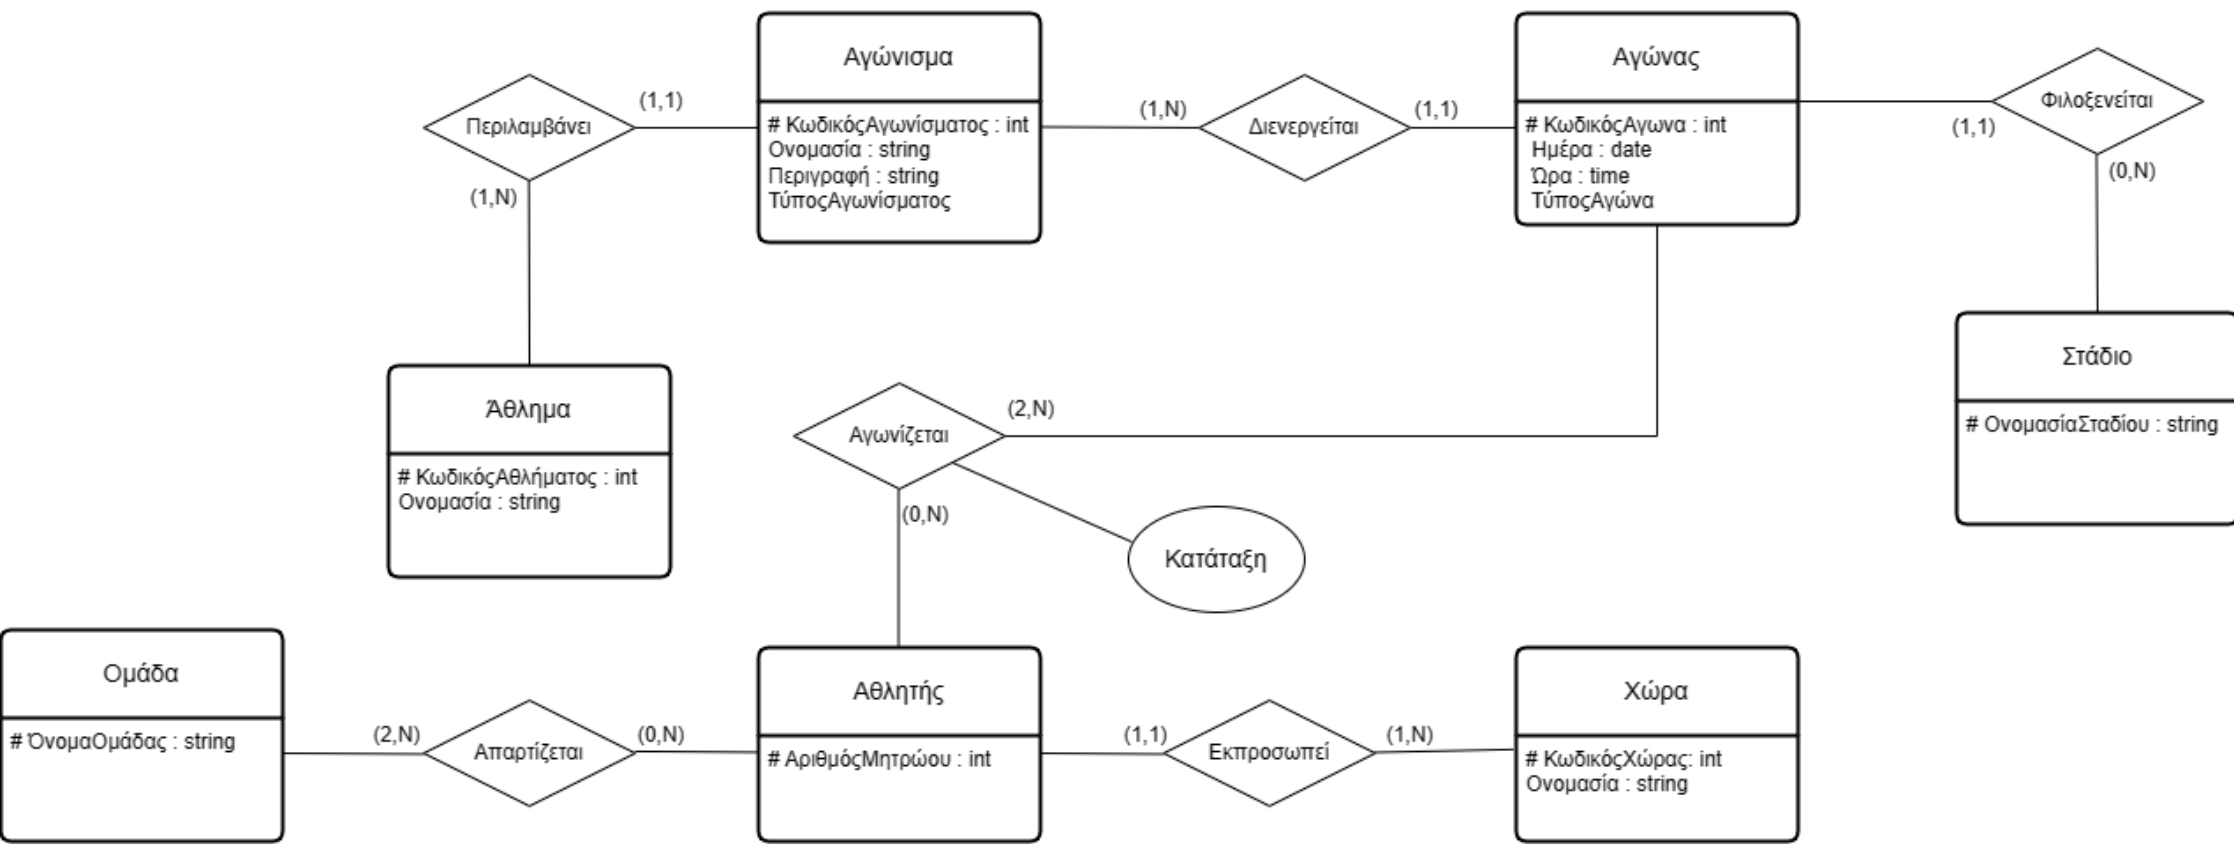 Αγώνισμα
# ΚωδικόςΑγωνίσματος : int
Ονομασία : string
Περιγραφή : string
ΤύποςΑγωνίσματος
Αγώνας
# ΚωδικόςΑγωνα : int
Ημέρα : date
Ώρα : time
ΤύποςΑγώνα
Περιλαμβάνει
(1,1)
(1,N)
(1,N)
Διενεργείται
(1,1)
Φιλοξενείται
(1,1)
(0,N)
Άθλημα
# ΚωδικόςΑθλήματος : int
Ονομασία : string
Αγωνίζεται
(2,N)
(0,N)
Κατάταξη
Στάδιο
# ΟνομασίαΣταδίου : string
Ομάδα
# ΌνομαΟμάδας : string
(2,N)
Απαρτίζεται
(0,N)
Αθλητής
# ΑριθμόςΜητρώου : int
(1,1)
Εκπροσωπεί
(1,N)
Χώρα
# ΚωδικόςΧώρας: int
Ονομασία : string